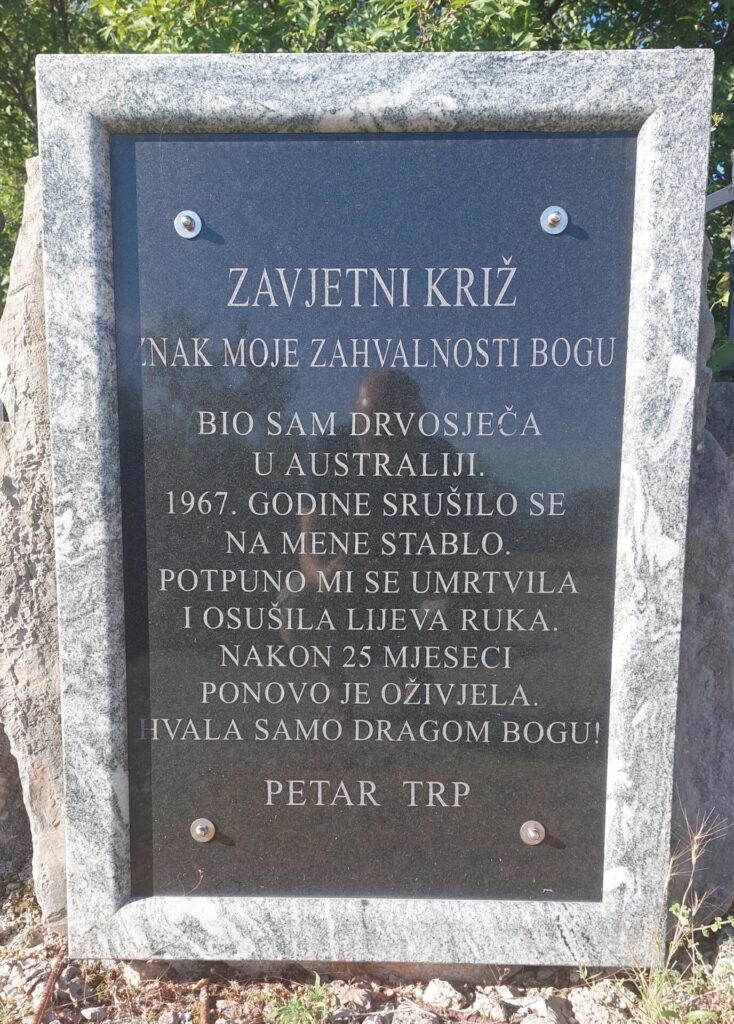 ZAVJETNI KRIŽ
ZNAK MOJE ZAHVALNOSTI BOGU
BIO SAM DRVOSJEČA
U AUSTRALIJI.
1967. GODINE SRUŠILO SE
NA MENE STABLO.
POTPUNO MI SE UMRTVILA
I OSUŠILA LIJEVA RUKA.
NAKON 25 MJESECI
PONOVO JE OŽIVJELA.
HVALA SAMO DRAGOM BOGU!
PETAR TRP